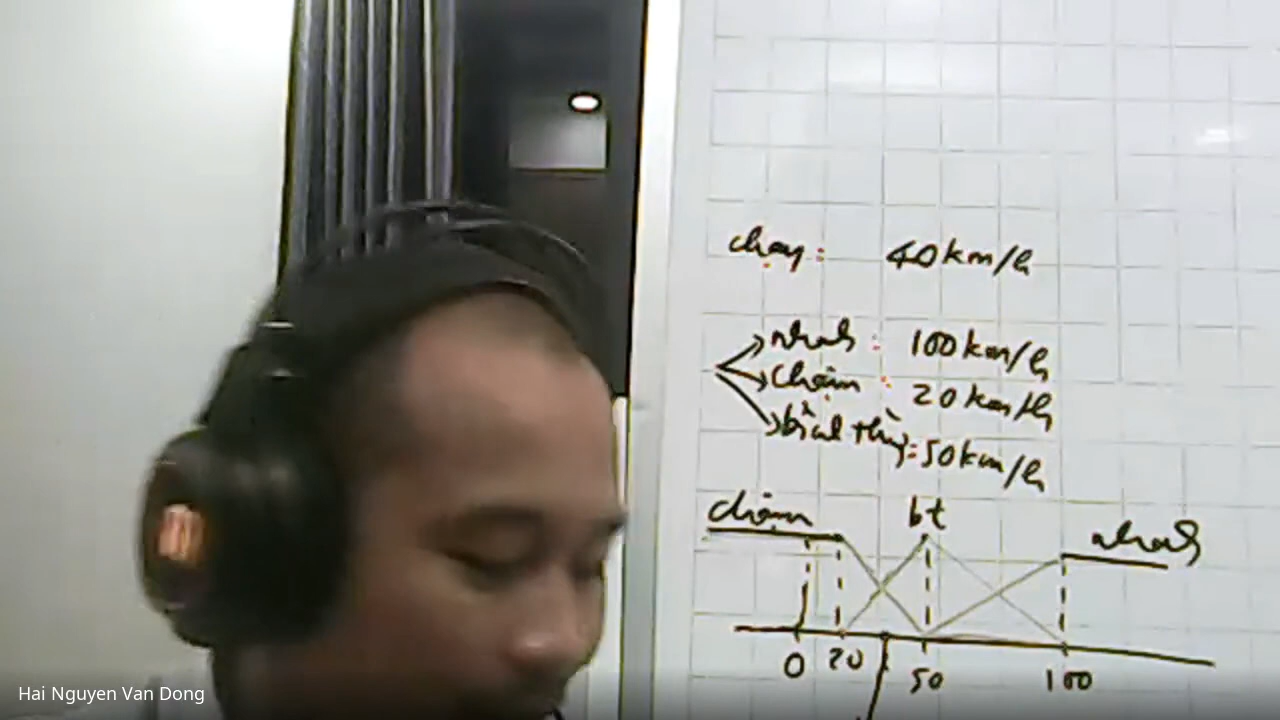 chạy: 40km/h
nhanh: 100km/h
chậm: 20km/h
bình thg: 50km/h
chậm bt nhanh
0 20 50 100
Hai Nguyen Van Dong